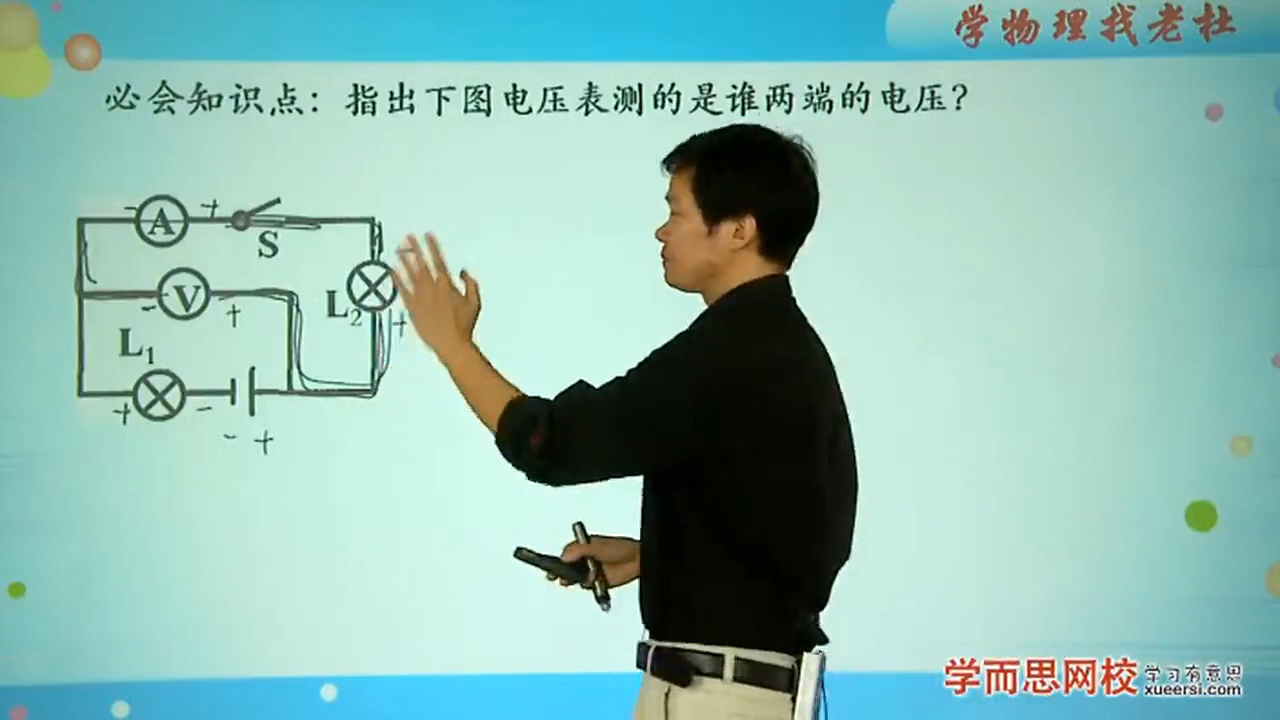 学物理找老杜
必会知识点：指出下图电压表测的是谁两端的电压？
- A + S
- V +
L₂
- +
L₁
+ - - +
学而思网校 学习有意思
xueersi.com